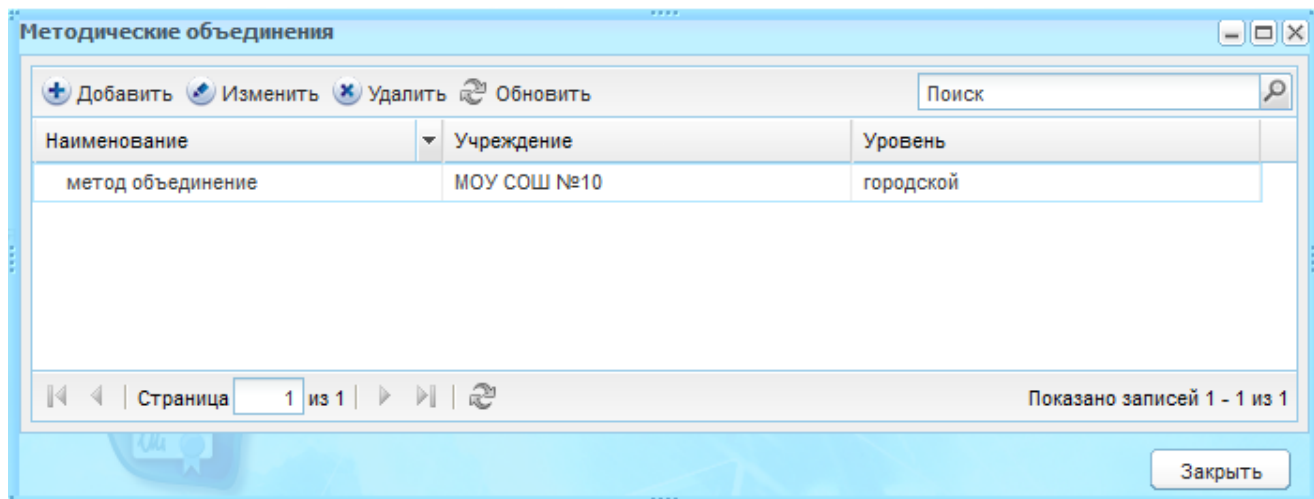 Методические объединения
Добавить Изменить Удалить Обновить Поиск
Наименование Учреждение Уровень
метод объединение МОУ СОШ №10 городской
Страница 1 из 1 Показано записей 1 - 1 из 1
Закрыть